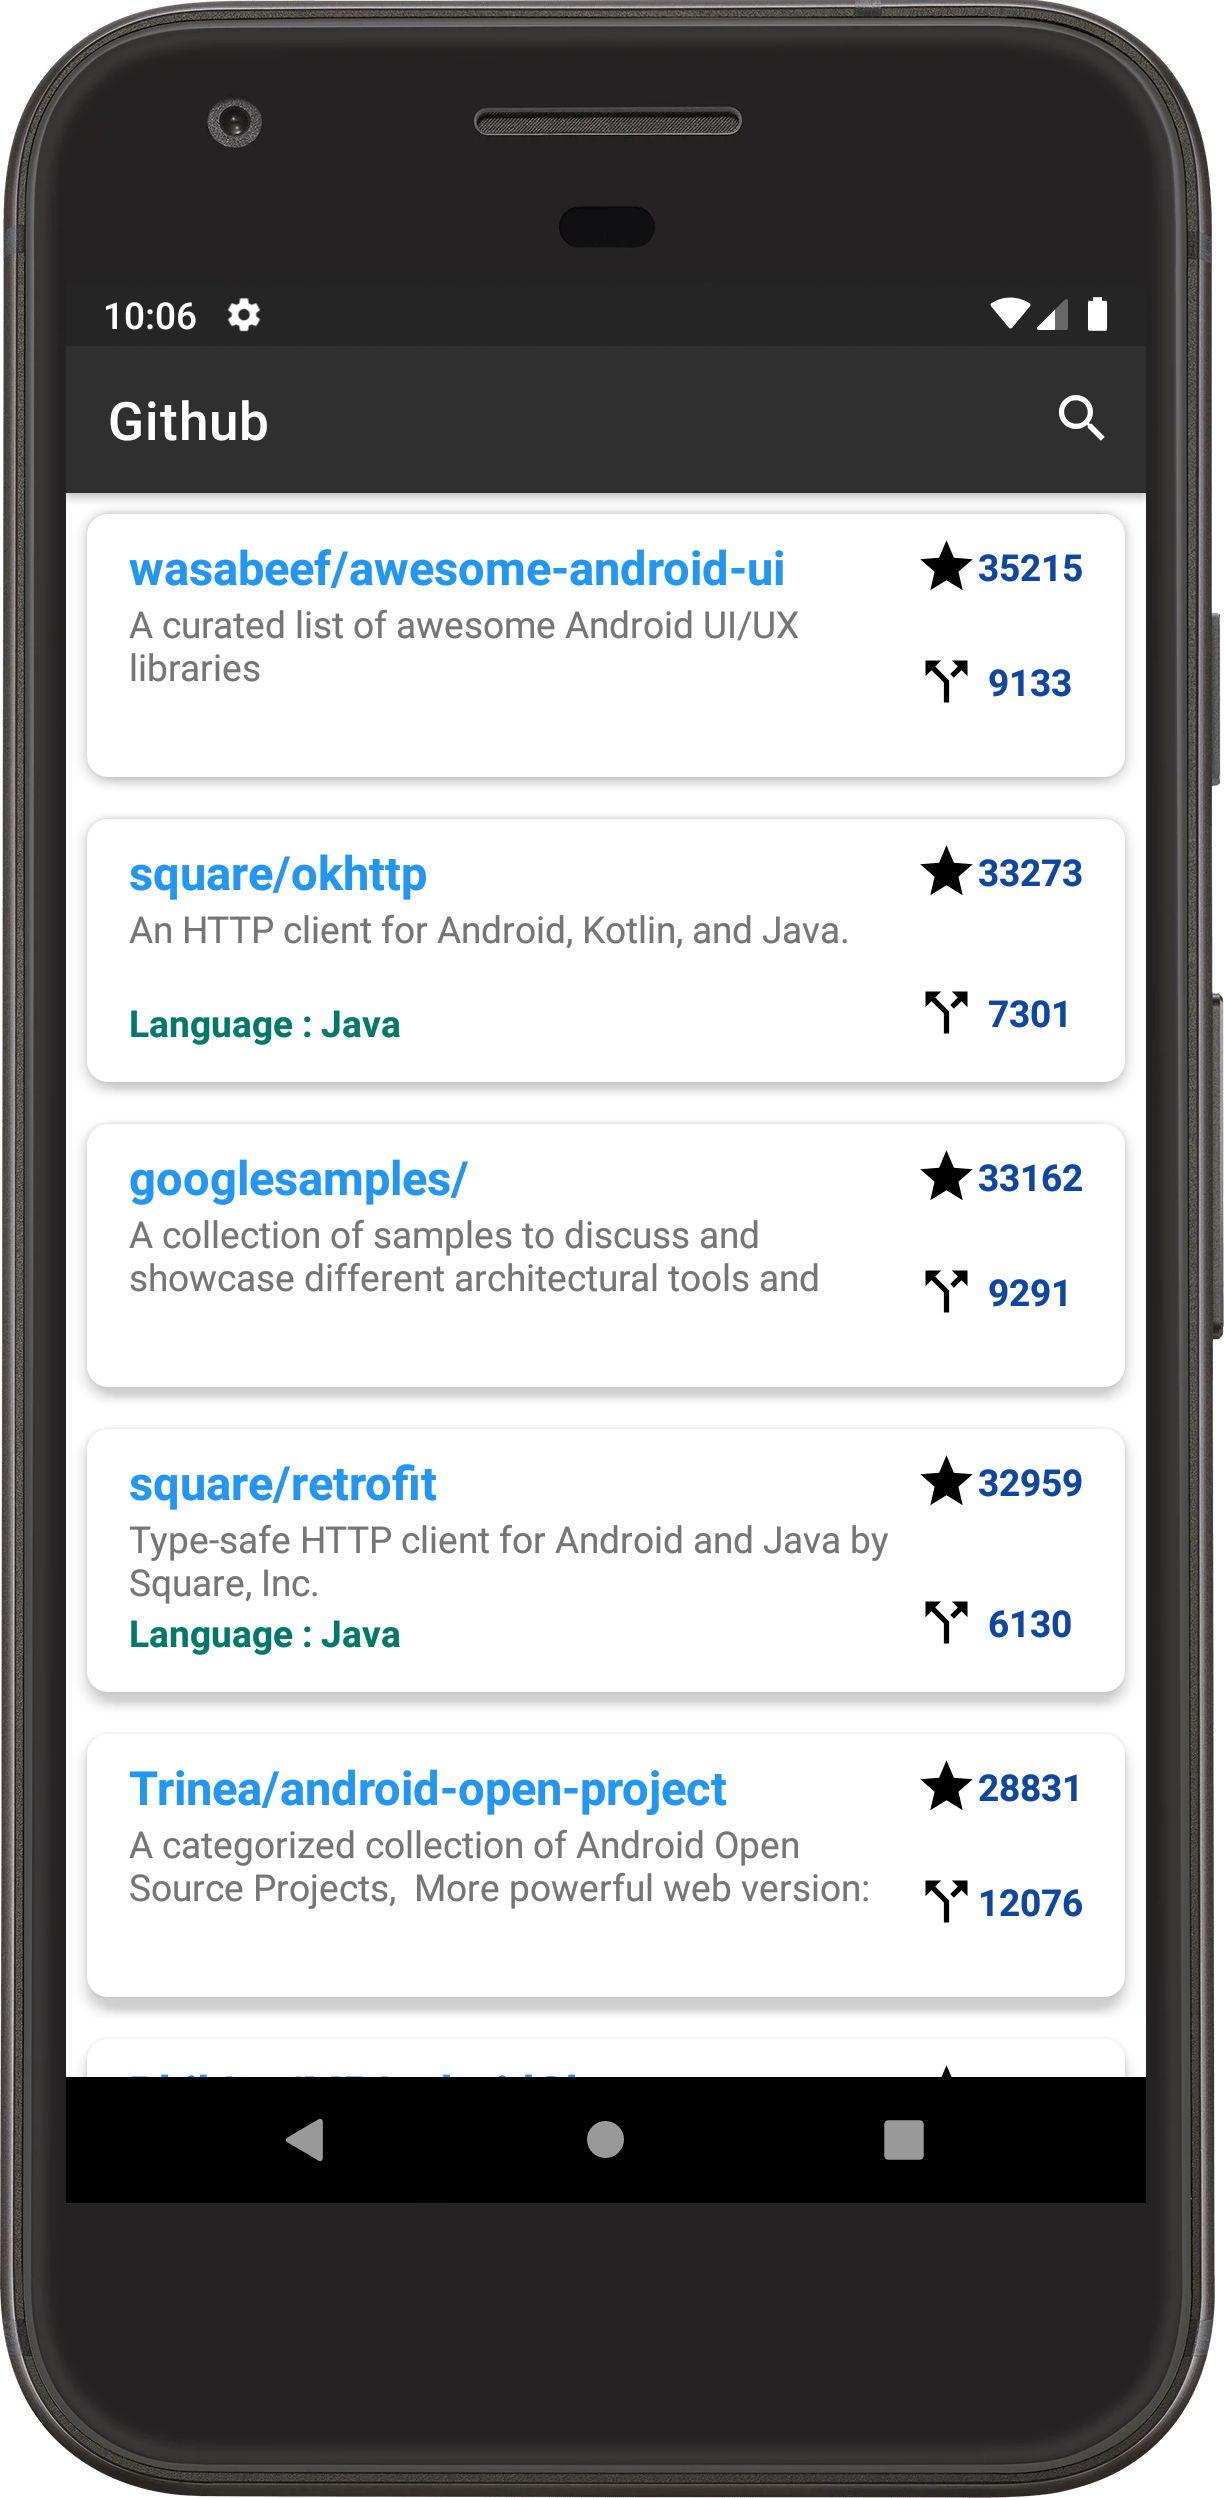 10:06
Github
wasabeef/awesome-android-ui
35215
A curated list of awesome Android UI/UX
libraries
9133
square/okhttp
33273
An HTTP client for Android, Kotlin, and Java.
Language : Java
7301
googlesamples/
33162
A collection of samples to discuss and
showcase different architectural tools and
9291
square/retrofit
32959
Type-safe HTTP client for Android and Java by
Square, Inc.
Language : Java
6130
Trinea/android-open-project
28831
A categorized collection of Android Open
Source Projects,  More powerful web version:
12076